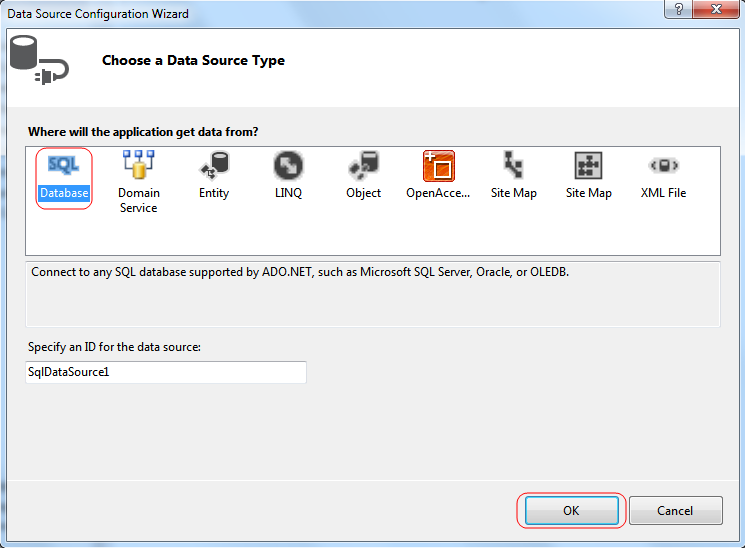 Data Source Configuration Wizard
?
Choose a Data Source Type
Where will the application get data from?
SQL
Database
Domain Service
Entity
LINQ
Object
OpenAcce...
Site Map
Site Map
XML File
Connect to any SQL database supported by ADO.NET, such as Microsoft SQL Server, Oracle, or OLEDB.
Specify an ID for the data source:
SqlDataSource1
OK
Cancel